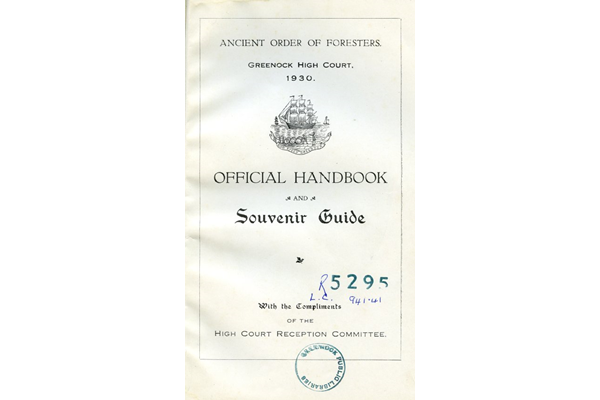 ANCIENT ORDER OF FORESTERS.
GREENOCK HIGH COURT,
1930.
OFFICIAL HANDBOOK
AND
Souvenir Guide
R5295
L.C. 941.41
With the Compliments
OF THE
HIGH COURT RECEPTION COMMITTEE.
GREENOCK PUBLIC LIBRARIES